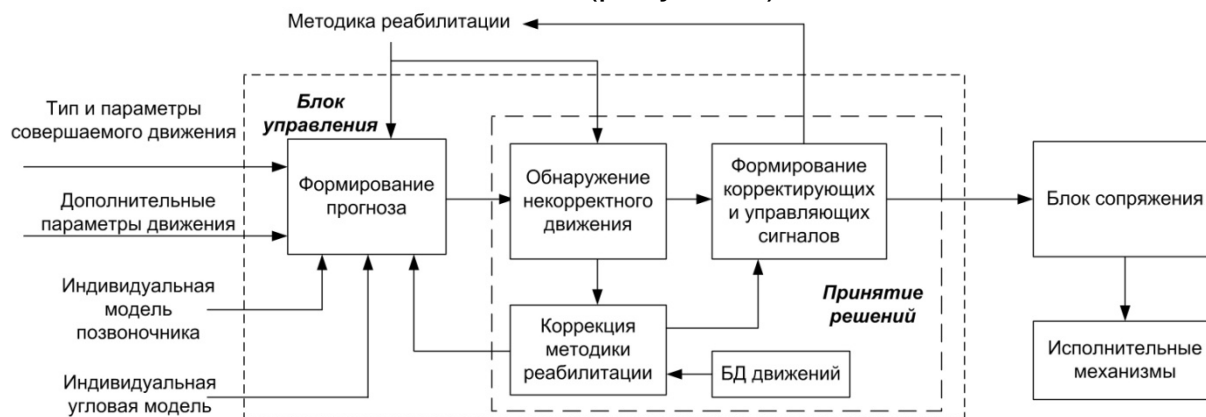 Методика реабилитации
Тип и параметры
совершаемого движения
Блок
управления
Формирование
прогноза
Обнаружение
некорректного
движения
Формирование
корректирующих
и управляющих
сигналов
Блок сопряжения
Дополнительные
параметры движения
Индивидуальная
модель
позвоночника
Индивидуальная
угловая модель
Коррекция
методики
реабилитации
БД движений
Принятие
решений
Исполнительные
механизмы